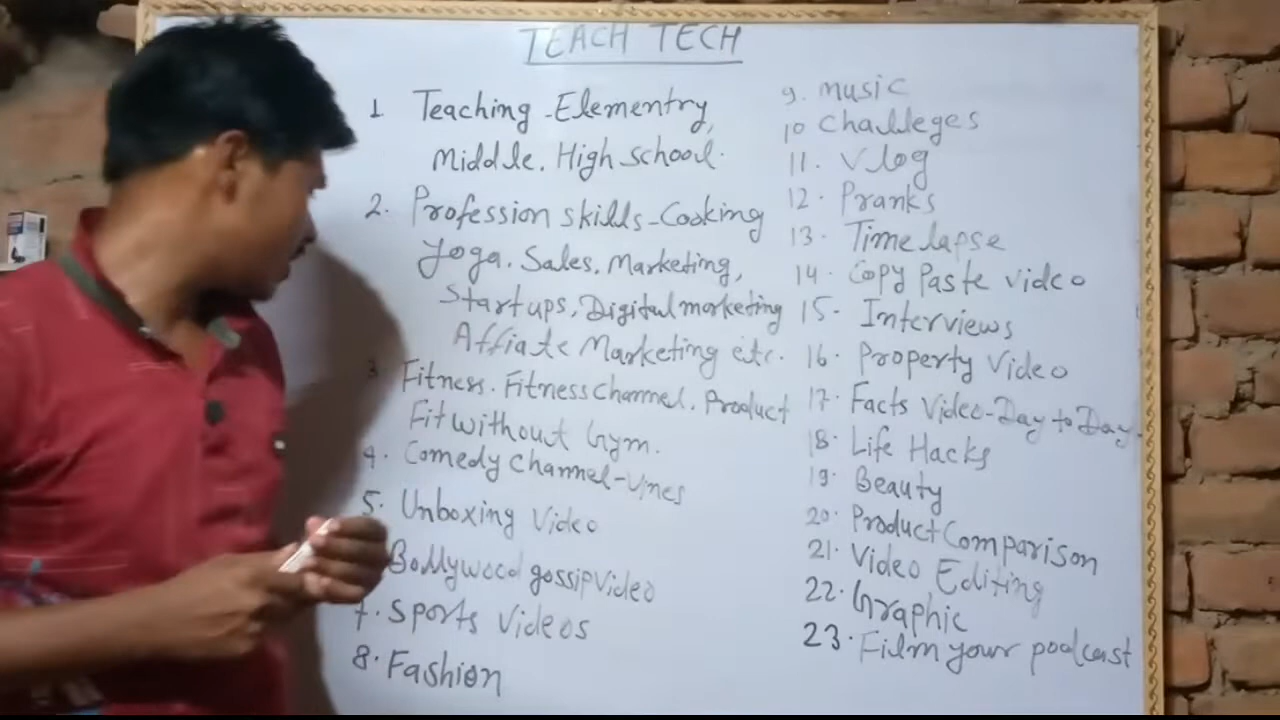 TEACH TECH
1 Teaching - Elementry,
Middle. High school.
2. Profession skills - Cooking
Yoga. Sales. Marketing,
Startups, Digital marketing
Affiate Marketing etc.
3 Fitness. Fitness Channel. Product
Fit without Gym.
4. Comedy Channel - Vines
5. Unboxing Video
Bollywood gossip Video
7. Sports Videos
8. Fashion
9. music
10 Challeges
11. Vlog
12. Pranks
13. Time lapse
14. Copy Paste video
15. Interviews
16. Property Video
17. Facts Video - Day to Day.
18. Life Hacks
19. Beauty
20. Product Comparison
21. Video Editing
22. Graphic
23. Film your podcast